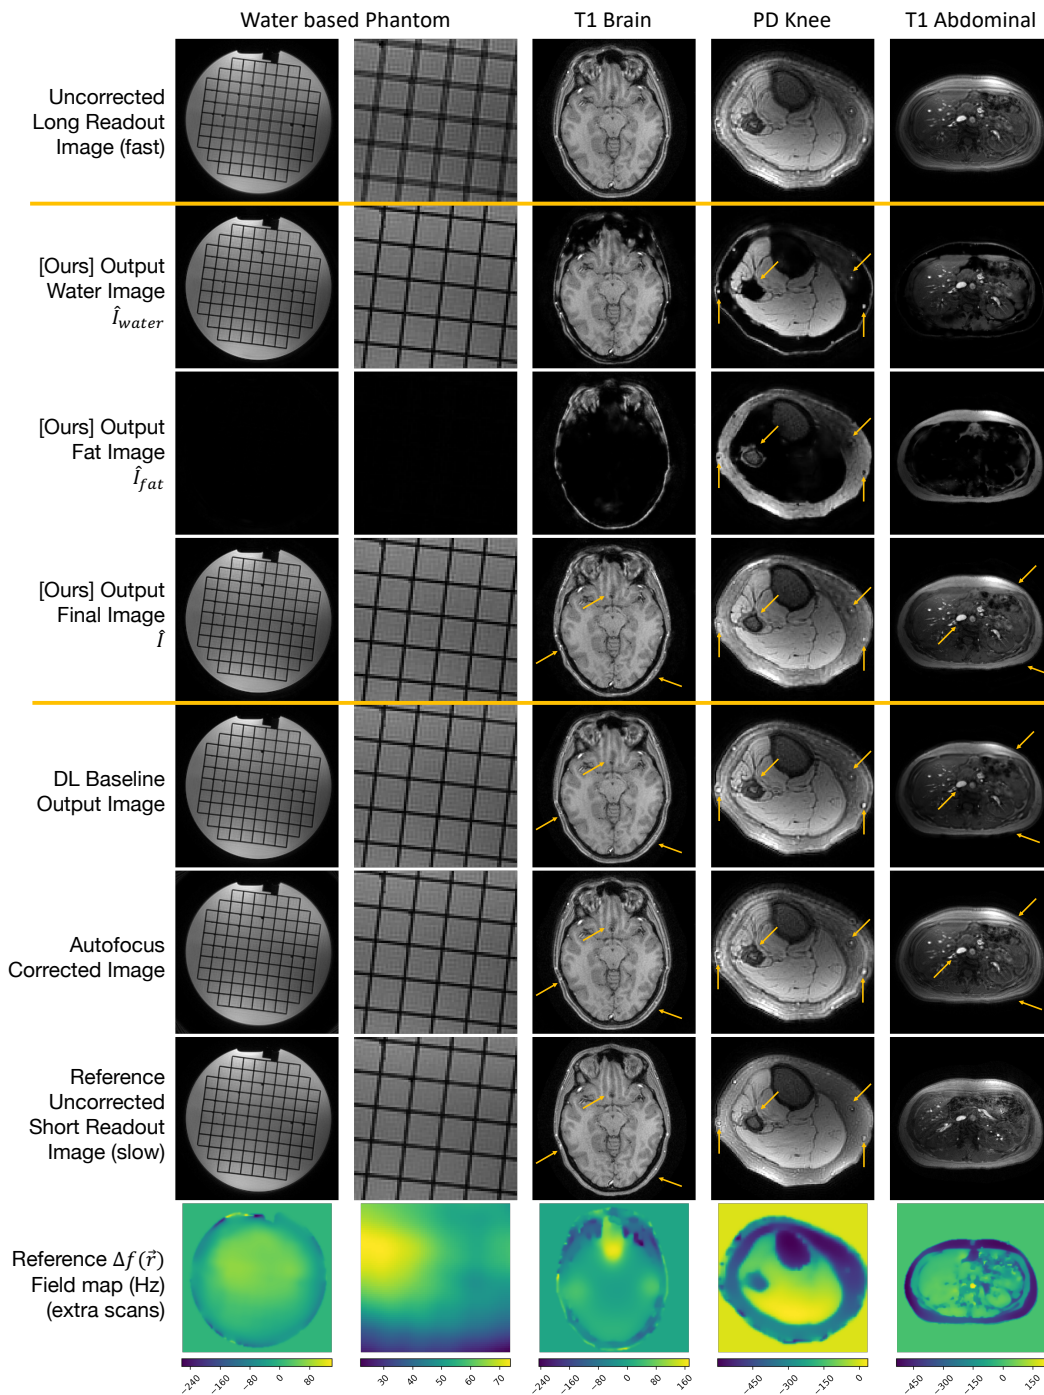 Water based Phantom
T1 Brain
PD Knee
T1 Abdominal
Uncorrected
Long Readout
Image (fast)
[Ours] Output
Water Image
Î_water
[Ours] Output
Fat Image
Î_fat
[Ours] Output
Final Image
Î
DL Baseline
Output Image
Autofocus
Corrected Image
Reference
Uncorrected
Short Readout
Image (slow)
Reference Δf(r⃗)
Field map (Hz)
(extra scans)
−240 −160 −80 0 80
30 40 50 60 70
−240 −160 −80 0 80 160
−450 −300 −150 0
−450 −300 −150 0 150